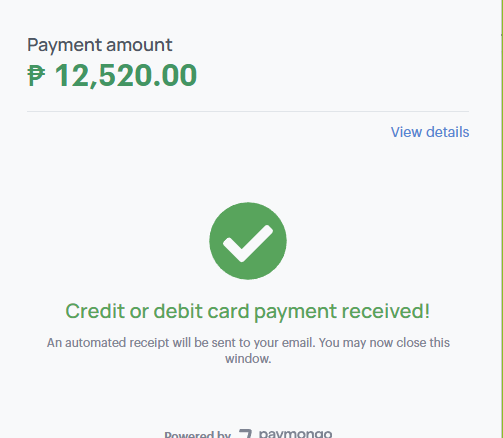 Payment amount
₱ 12,520.00
View details
Credit or debit card payment received!
An automated receipt will be sent to your email. You may now close this
window.
Powered by paymongo